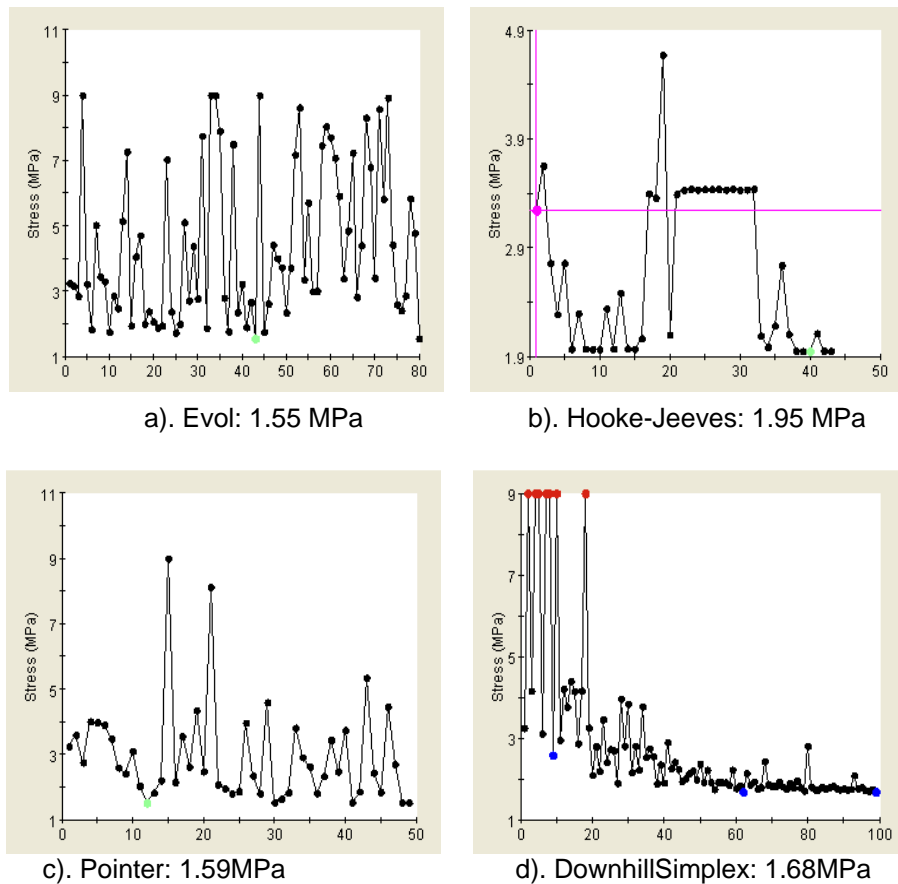 11
9
7
5
3
1
Stress (MPa)
0 10 20 30 40 50 60 70 80
a). Evol: 1.55 MPa
4.9
3.9
2.9
1.9
Stress (MPa)
0 10 20 30 40 50
b). Hooke-Jeeves: 1.95 MPa
11
9
7
5
3
1
Stress (MPa)
0 10 20 30 40 50
c). Pointer: 1.59MPa
9
7
5
3
1
Stress (MPa)
0 20 40 60 80 100
d). DownhillSimplex: 1.68MPa